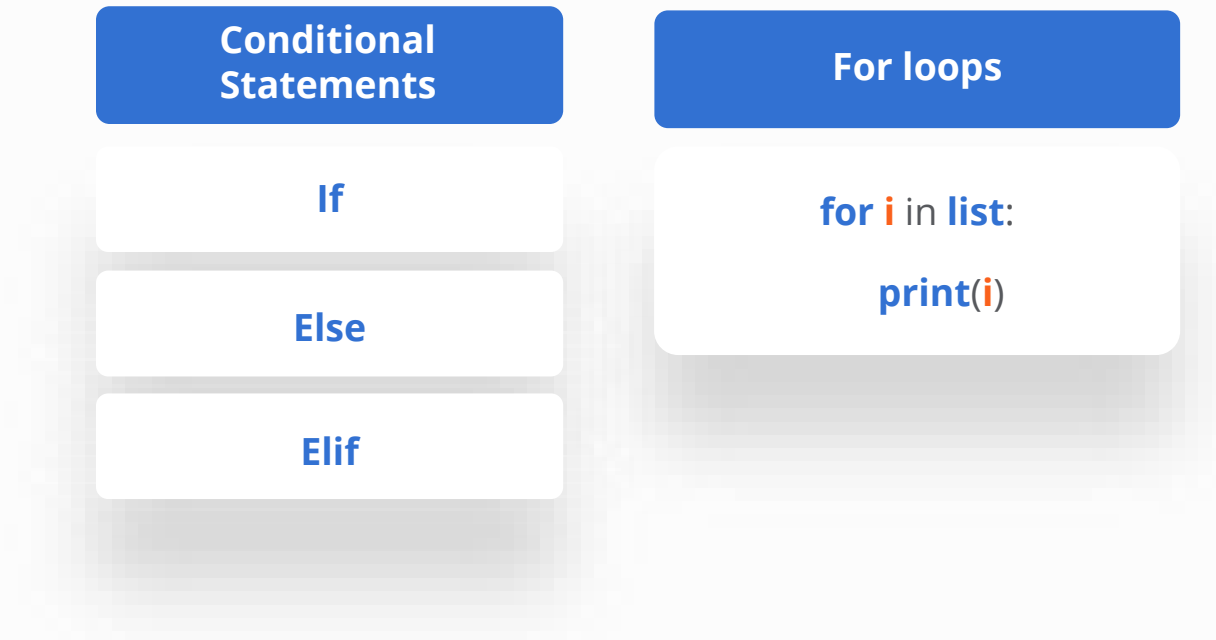 Conditional
Statements
If
Else
Elif
For loops
for i in list:
print(i)